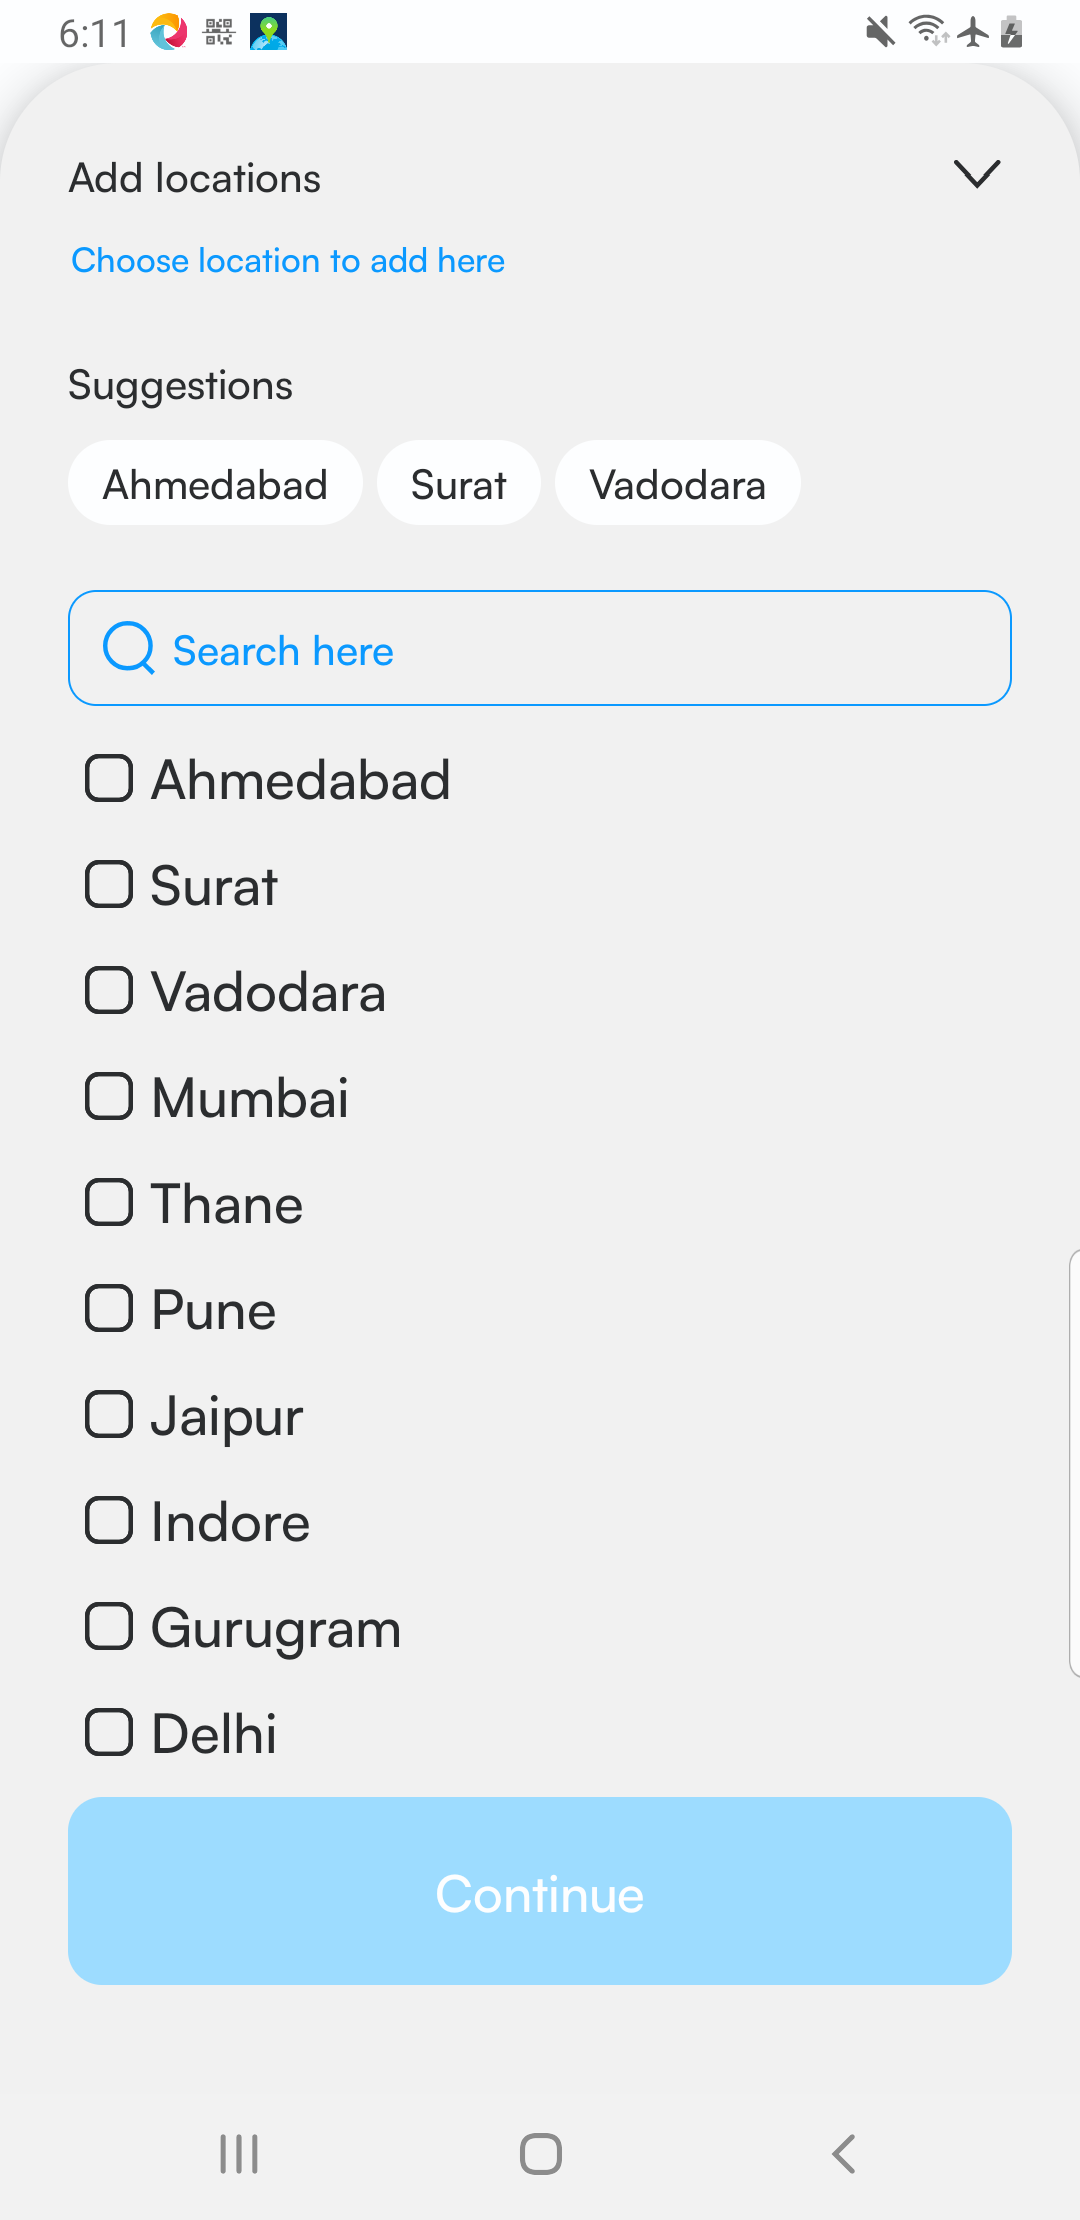 6:11
Add locations
Choose location to add here
Suggestions
Ahmedabad Surat Vadodara
Search here
Ahmedabad
Surat
Vadodara
Mumbai
Thane
Pune
Jaipur
Indore
Gurugram
Delhi
Continue